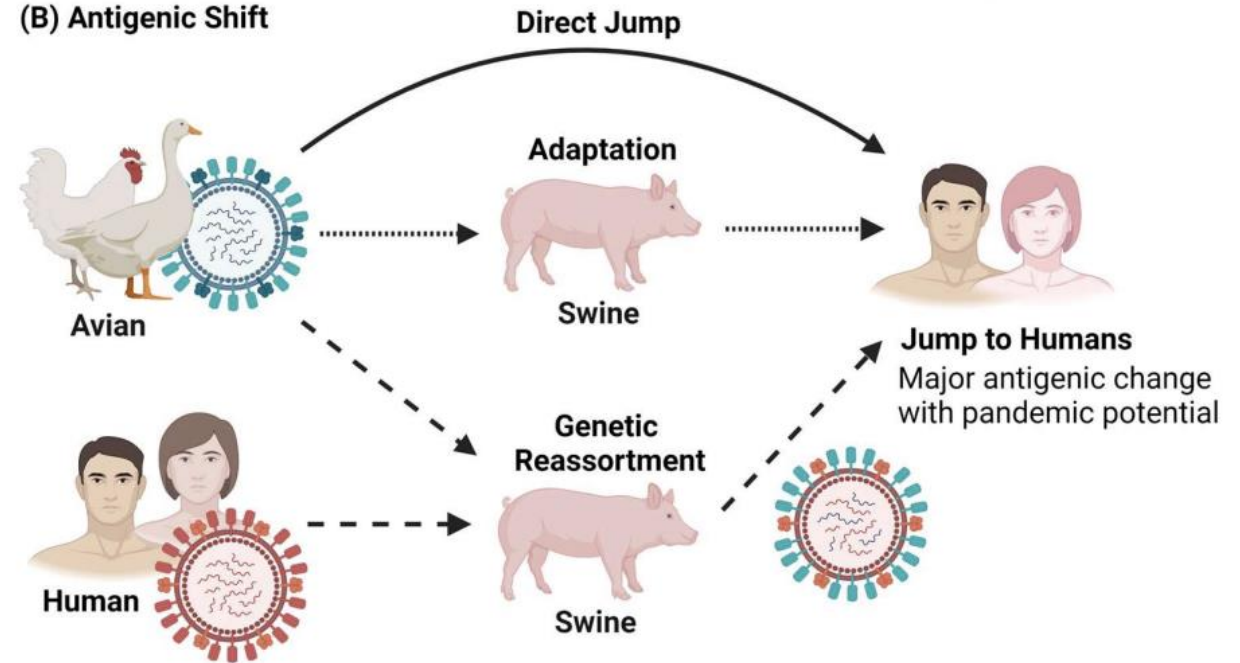 (B) Antigenic Shift
Direct Jump
Adaptation
Avian
Swine
Jump to Humans
Major antigenic change
with pandemic potential
Genetic
Reassortment
Human
Swine